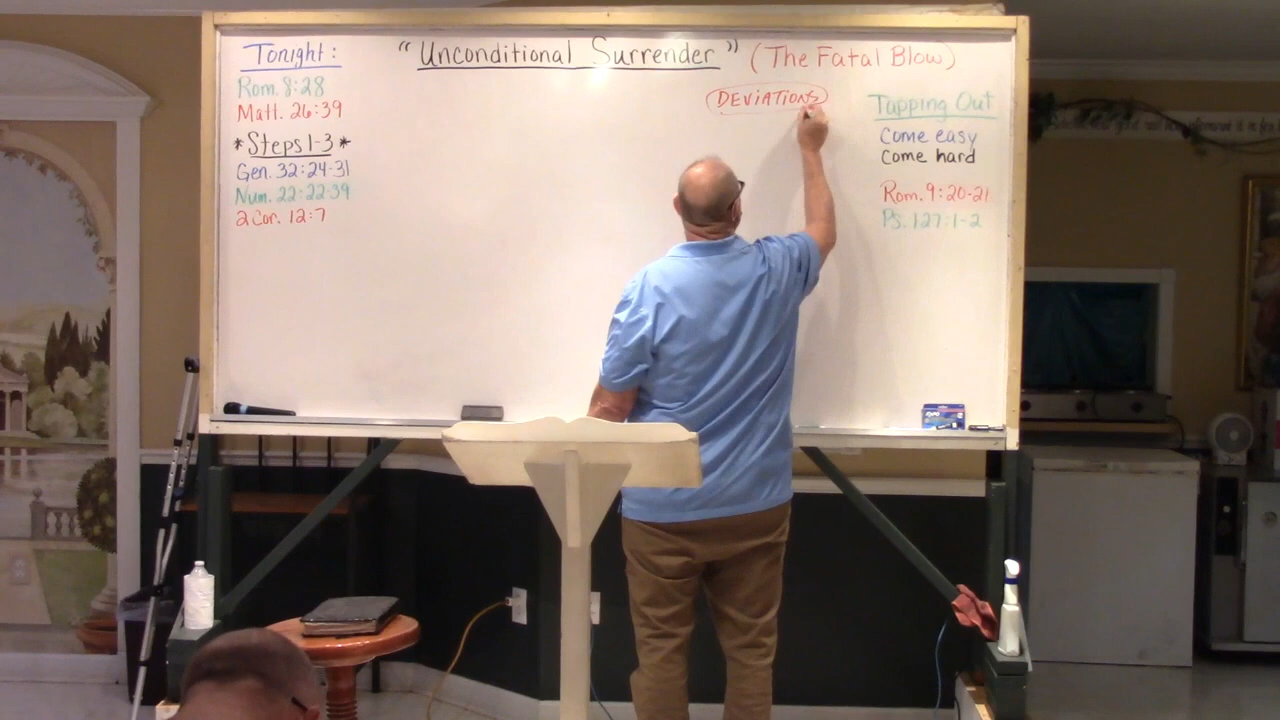 Tonight:
Rom. 8:28
Matt. 26:39
*Steps 1-3*
Gen. 32:24-31
Num. 22:22-39
2 Cor. 12:7
"Unconditional Surrender" (The Fatal Blow)
DEViATiONS
Tapping Out
Come easy
Come hard
Rom. 9:20-21
Ps. 127:1-2
EXPO